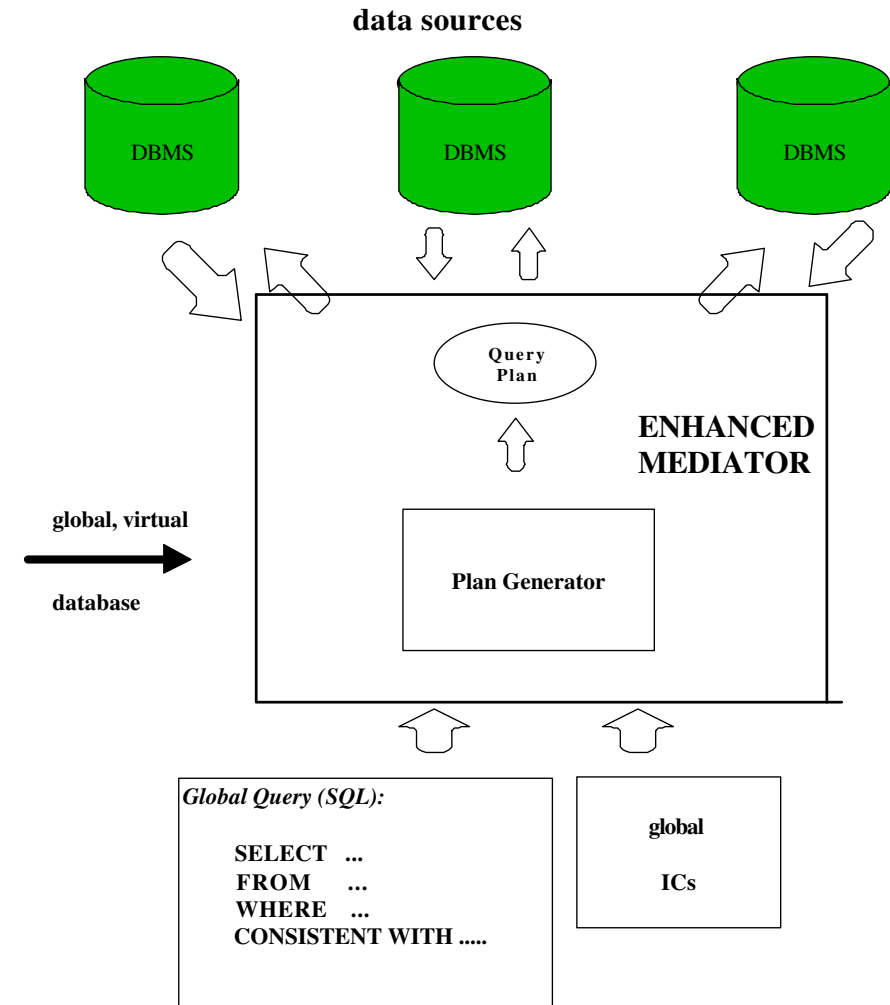 data sources
DBMS
DBMS
DBMS
Query
Plan
ENHANCED
MEDIATOR
global, virtual
database
Plan Generator
Global Query (SQL):
SELECT ...
FROM ...
WHERE ...
CONSISTENT WITH .....
global
ICs